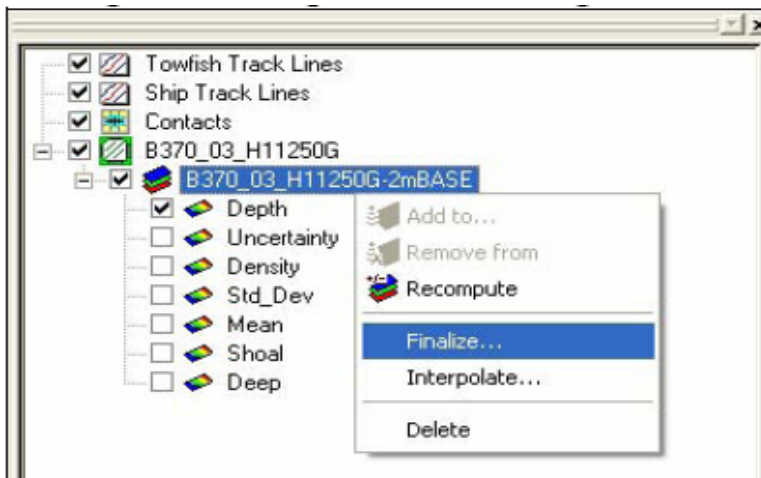 Towfish Track Lines
Ship Track Lines
Contacts
B370_03_H11250G
B370_03_H11250G-2mBASE
Depth
Uncertainty
Density
Std_Dev
Mean
Shoal
Deep
Add to...
Remove from
Recompute
Finalize...
Interpolate...
Delete